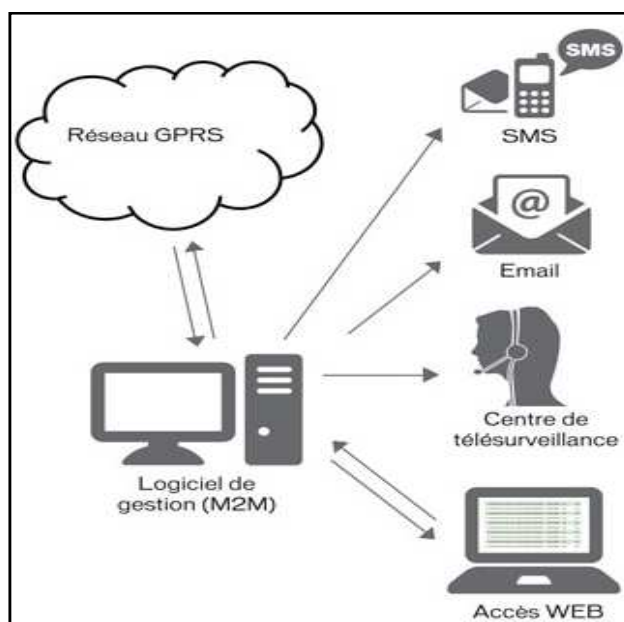 Réseau GPRS
SMS
SMS
@
Email
Centre de
télésurveillance
Logiciel de
gestion (M2M)
Accès WEB